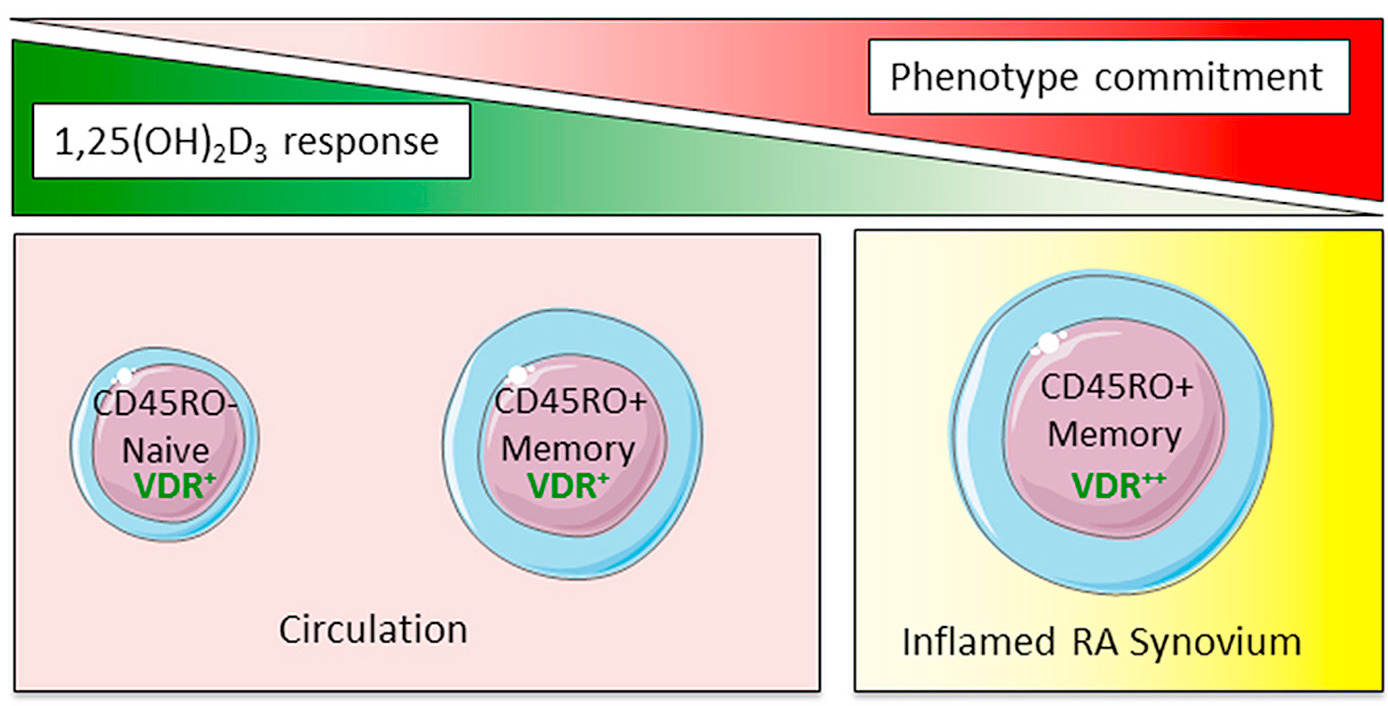 Phenotype commitment
1,25(OH)₂D₃ response
CD45RO-
Naive
VDR⁺
CD45RO+
Memory
VDR⁺
CD45RO+
Memory
VDR⁺⁺
Circulation
Inflamed RA Synovium